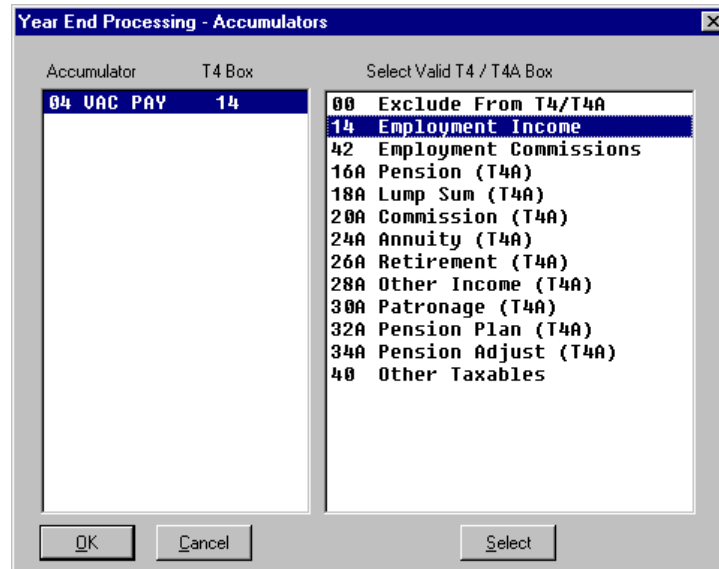 Year End Processing - Accumulators
Accumulator T4 Box
04 VAC PAY 14
Select Valid T4 / T4A Box
00 Exclude From T4/T4A
14 Employment Income
42 Employment Commissions
16A Pension (T4A)
18A Lump Sum (T4A)
20A Commission (T4A)
24A Annuity (T4A)
26A Retirement (T4A)
28A Other Income (T4A)
30A Patronage (T4A)
32A Pension Plan (T4A)
34A Pension Adjust (T4A)
40 Other Taxables
OK Cancel Select